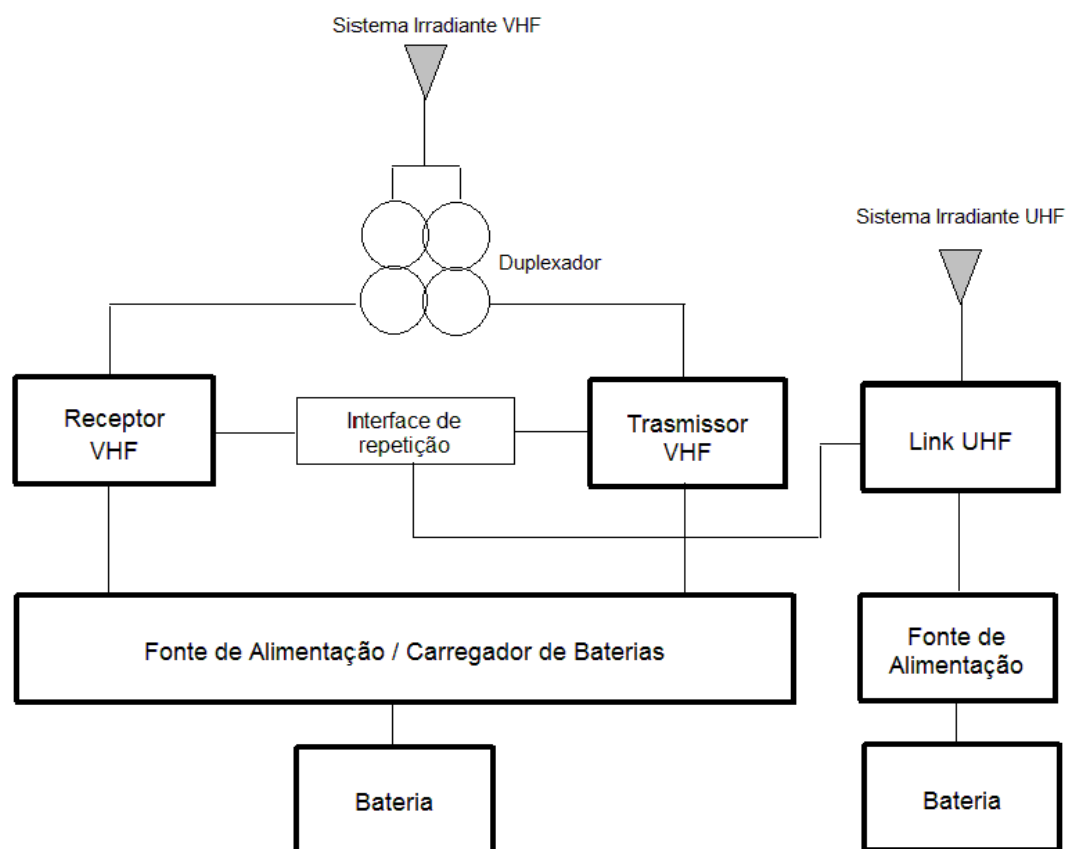 Sistema Irradiante VHF
Sistema Irradiante UHF
Duplexador
Receptor
VHF
Interface de
repetição
Trasmissor
VHF
Link UHF
Fonte de Alimentação / Carregador de Baterias
Fonte de
Alimentação
Bateria
Bateria